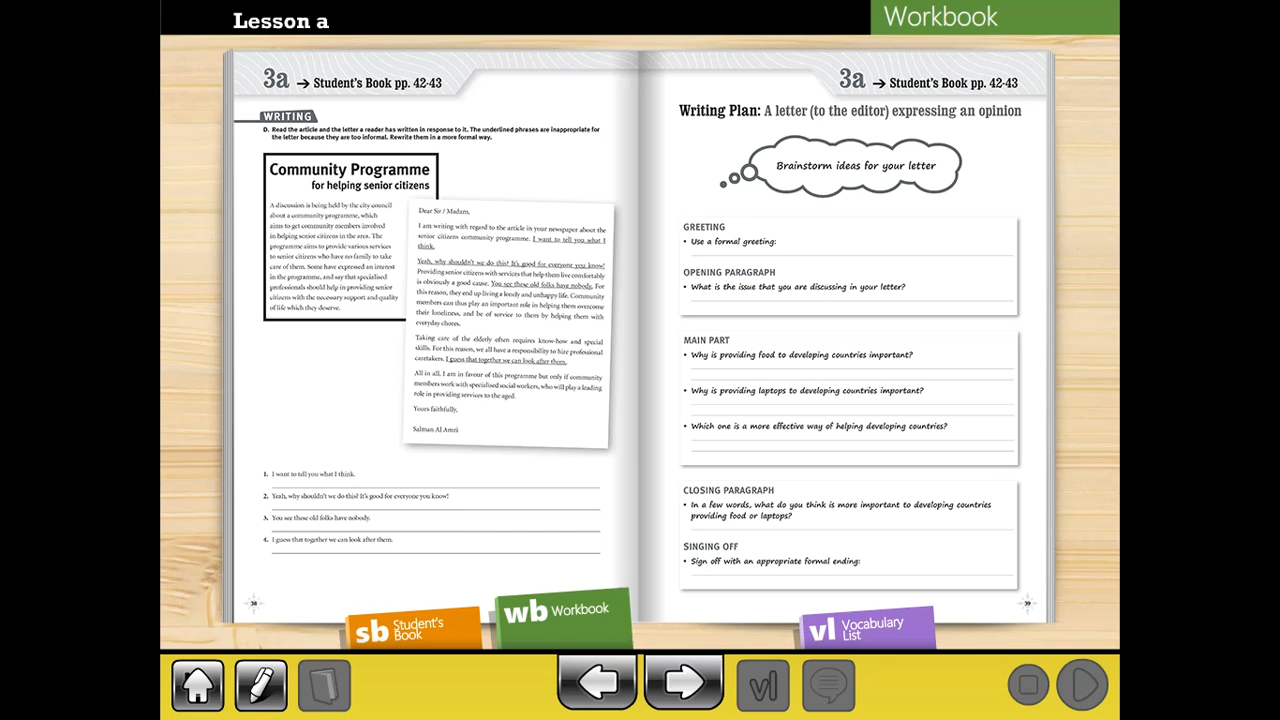 Lesson a
Workbook
3a → Student's Book pp. 42-43
WRITING
D. Read the article and the letter a reader has written in response to it. The underlined phrases are inappropriate for
the letter because they are too informal. Rewrite them in a more formal way.
Community Programme
for helping senior citizens
A discussion is being held by the city council
about a community programme, which
aims to get community members involved
in helping senior citizens in the area. The
programme aims to provide various services
to senior citizens who have no family to take
care of them. Some have expressed an interest
in the programme, and say that specialised
professionals should help in providing senior
citizens with the necessary support and quality
of life which they deserve.
Dear Sir / Madam,
I am writing with regard to the article in your newspaper about the
senior citizens community programme. I want to tell you what I
think.
Yeah, why shouldn't we do this? It's good for everyone you know!
Providing senior citizens with services that help them live comfortably
is obviously a good cause. You see these old folks have nobody. For
this reason, they end up living a lonely and unhappy life. Community
members can thus play an important role in helping them overcome
their loneliness, and be of service to them by helping them with
everyday chores.
Taking care of the elderly often requires know-how and special
skills. For this reason, we all have a responsibility to hire professional
caretakers. I guess that together we can look after them.
All in all, I am in favour of this programme but only if community
members work with specialised social workers, who will play a leading
role in providing services to the aged.
Yours faithfully,
Salman Al Amri
1. I want to tell you what I think.
2. Yeah, why shouldn't we do this? It's good for everyone you know!
3. You see these old folks have nobody.
4. I guess that together we can look after them.
38
3a → Student's Book pp. 42-43
Writing Plan: A letter (to the editor) expressing an opinion
Brainstorm ideas for your letter
GREETING
• Use a formal greeting:
OPENING PARAGRAPH
• What is the issue that you are discussing in your letter?
MAIN PART
• Why is providing food to developing countries important?
• Why is providing laptops to developing countries important?
• Which one is a more effective way of helping developing countries?
CLOSING PARAGRAPH
• In a few words, what do you think is more important to developing countries
providing food or laptops?
SINGING OFF
• Sign off with an appropriate formal ending:
39
sb Student's
Book
wb Workbook
vl Vocabulary
List
vl